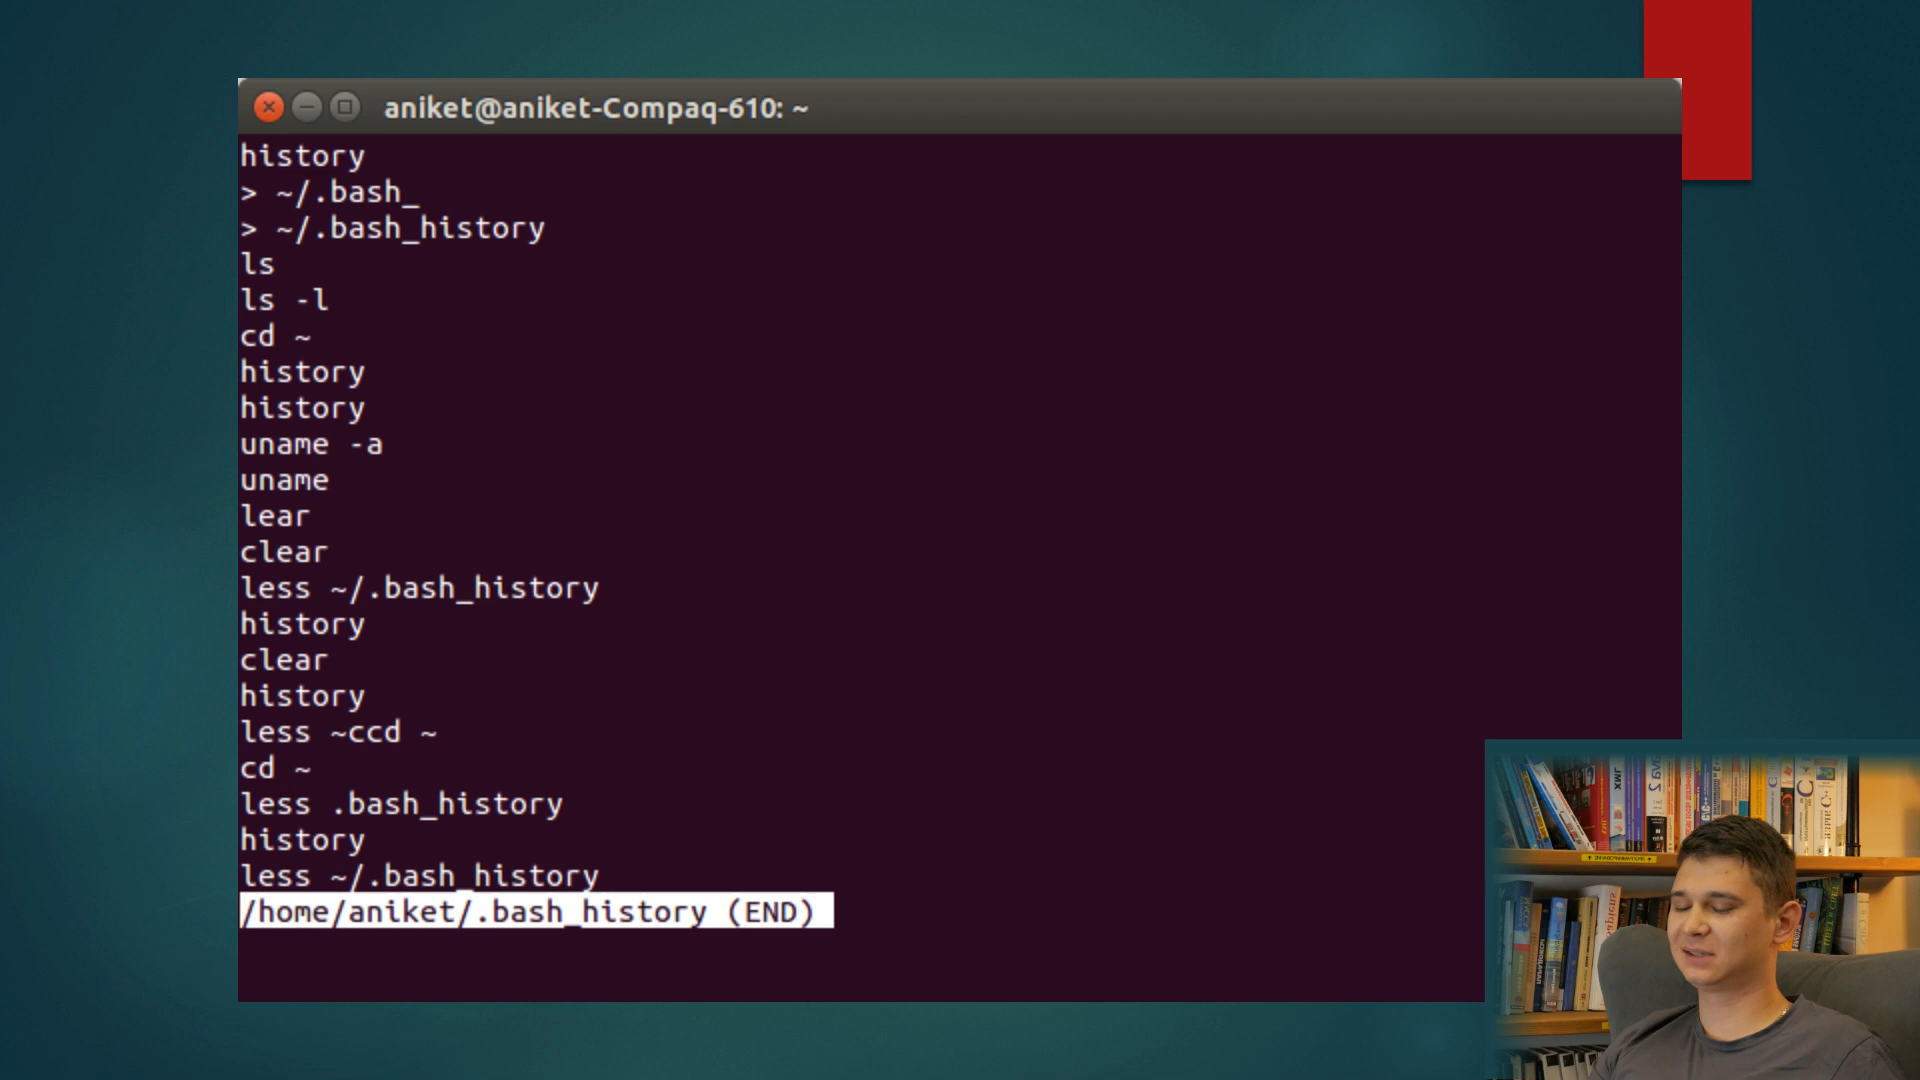 aniket@aniket-Compaq-610: ~
history
> ~/.bash_
> ~/.bash_history
ls
ls -l
cd ~
history
history
uname -a
uname
lear
clear
less ~/.bash_history
history
clear
history
less ~ccd ~
cd ~
less .bash_history
history
less ~/.bash_history
/home/aniket/.bash_history (END)
JMX